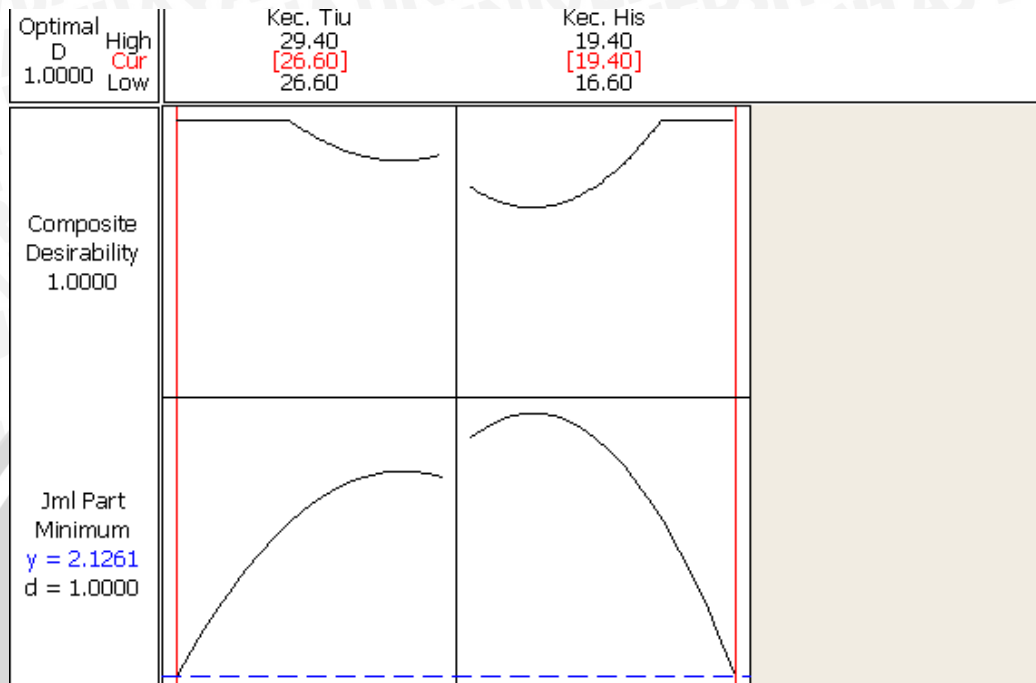 Optimal
D
1.0000
High
Cur
Low
Kec. Tiu
29.40
[26.60]
26.60
Kec. His
19.40
[19.40]
16.60
Composite
Desirability
1.0000
Jml Part
Minimum
y = 2.1261
d = 1.0000